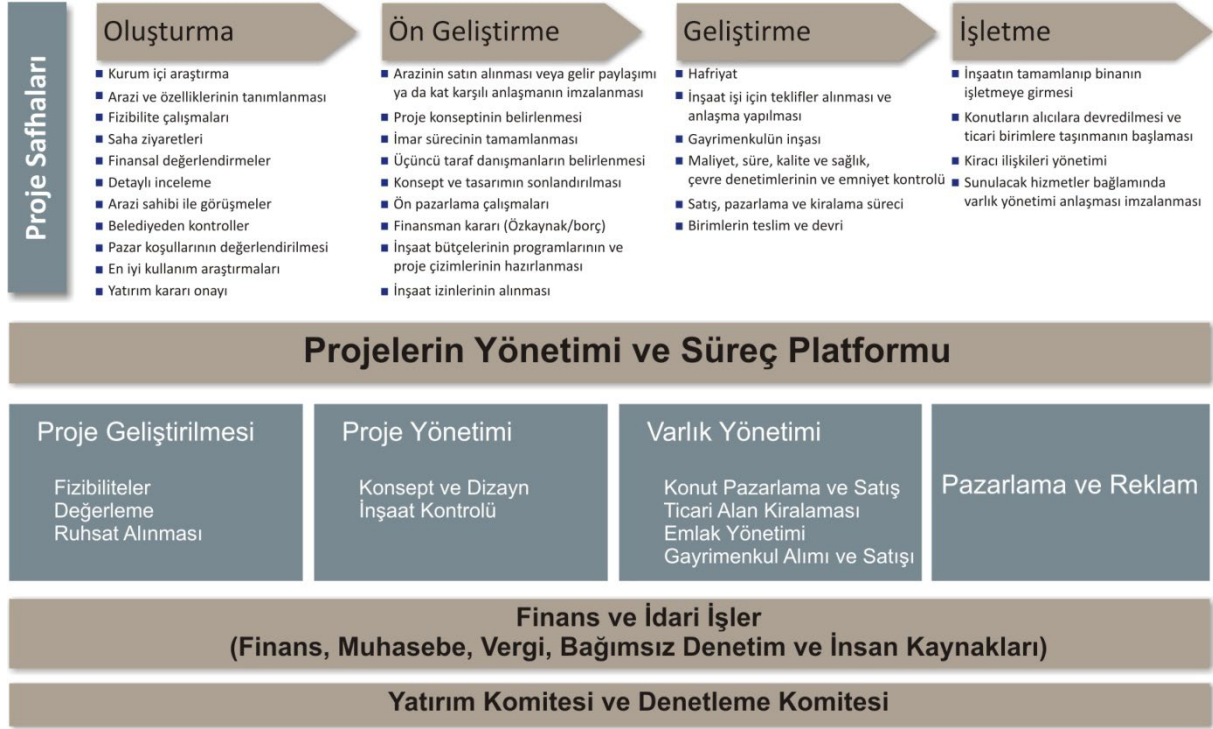 Proje Safhaları
Oluşturma
Kurum içi araştırma
Arazi ve özelliklerinin tanımlanması
Fizibilite çalışmaları
Saha ziyaretleri
Finansal değerlendirmeler
Detaylı inceleme
Arazi sahibi ile görüşmeler
Belediyeden kontroller
Pazar koşullarının değerlendirilmesi
En iyi kullanım araştırmaları
Yatırım kararı onayı
Ön Geliştirme
Arazinin satın alınması veya gelir paylaşımı
ya da kat karşılı anlaşmanın imzalanması
Proje konseptinin belirlenmesi
İmar sürecinin tamamlanması
Üçüncü taraf danışmanların belirlenmesi
Konsept ve tasarımın sonlandırılması
Ön pazarlama çalışmaları
Finansman kararı (Özkaynak/borç)
İnşaat bütçelerinin programlarının ve
proje çizimlerinin hazırlanması
İnşaat izinlerinin alınması
Geliştirme
Hafriyat
İnşaat işi için teklifler alınması ve
anlaşma yapılması
Gayrimenkulün inşası
Maliyet, süre, kalite ve sağlık,
çevre denetimlerinin ve emniyet kontrolü
Satış, pazarlama ve kiralama süreci
Birimlerin teslim ve devri
İşletme
İnşaatın tamamlanıp binanın
işletmeye girmesi
Konutların alıcılara devredilmesi ve
ticari birimlere taşınmanın başlaması
Kiracı ilişkileri yönetimi
Sunulacak hizmetler bağlamında
varlık yönetimi anlaşması imzalanması
Projelerin Yönetimi ve Süreç Platformu
Proje Geliştirilmesi
Fizibiliteler
Değerleme
Ruhsat Alınması
Proje Yönetimi
Konsept ve Dizayn
İnşaat Kontrolü
Varlık Yönetimi
Konut Pazarlama ve Satış
Ticari Alan Kiralaması
Emlak Yönetimi
Gayrimenkul Alımı ve Satışı
Pazarlama ve Reklam
Finans ve İdari İşler
(Finans, Muhasebe, Vergi, Bağımsız Denetim ve İnsan Kaynakları)
Yatırım Komitesi ve Denetleme Komitesi